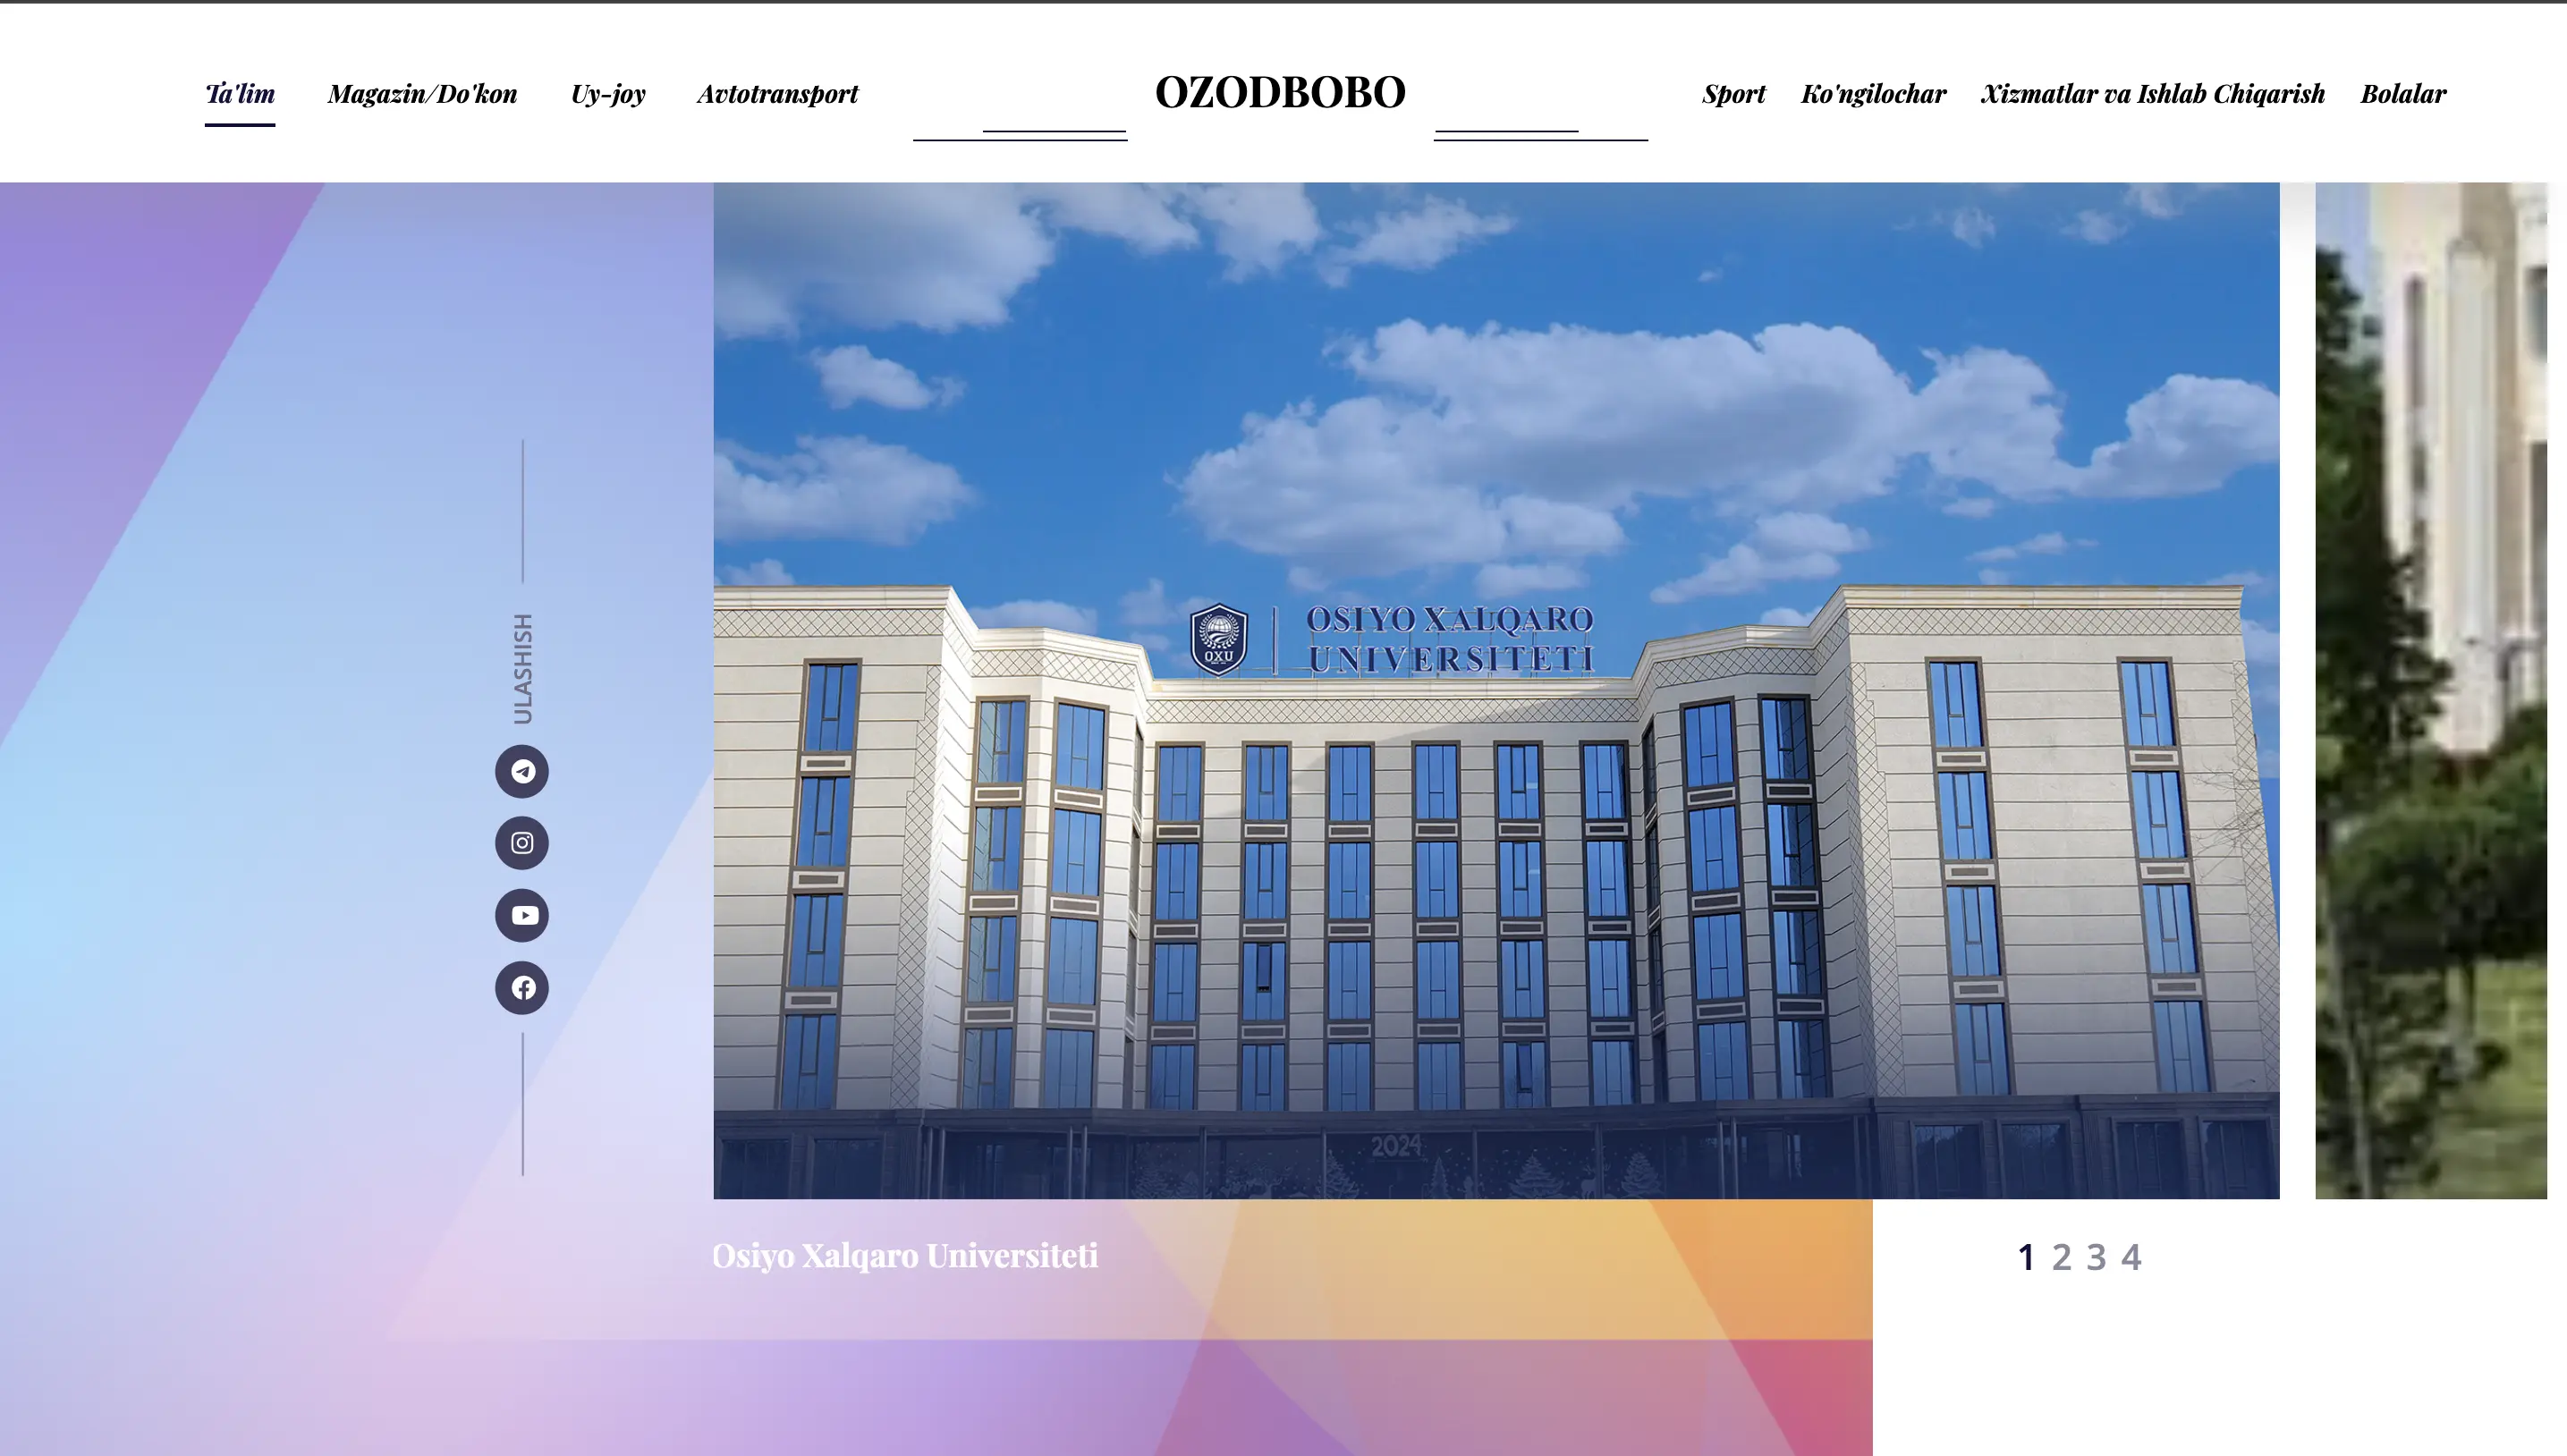 Ta'lim
Magazin/Do'kon
Uy-joy
Avtotransport
OZODBOBO
Sport
Ko'ngilochar
Xizmatlar va Ishlab Chiqarish
Bolalar
ULASHISH
OXU
OSIYO XALQARO
UNIVERSITETI
2024
Osiyo Xalqaro Universiteti
1 2 3 4